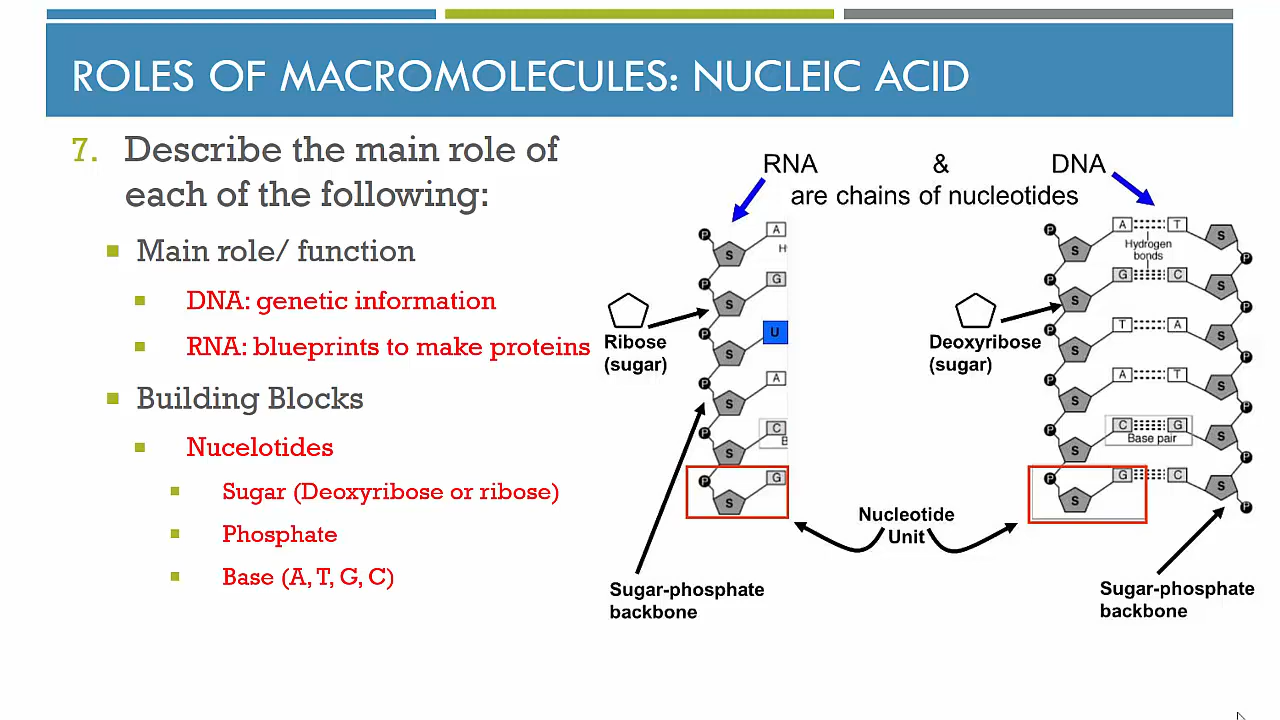 ROLES OF MACROMOLECULES: NUCLEIC ACID
7. Describe the main role of
each of the following:
Main role/ function
DNA: genetic information
RNA: blueprints to make proteins
Building Blocks
Nucelotides
Sugar (Deoxyribose or ribose)
Phosphate
Base (A, T, G, C)
RNA & DNA
are chains of nucleotides
P
S
A
H
P
S
G
P
S
U
P
S
A
P
S
C
B
P
S
G
Ribose
(sugar)
Sugar-phosphate
backbone
Nucleotide
Unit
Deoxyribose
(sugar)
P
S
A T
S
P
Hydrogen
bonds
P
S
G C
S
P
P
S
T A
S
P
P
S
A T
S
P
P
S
C G
S
P
Base pair
P
S
G C
S
P
Sugar-phosphate
backbone